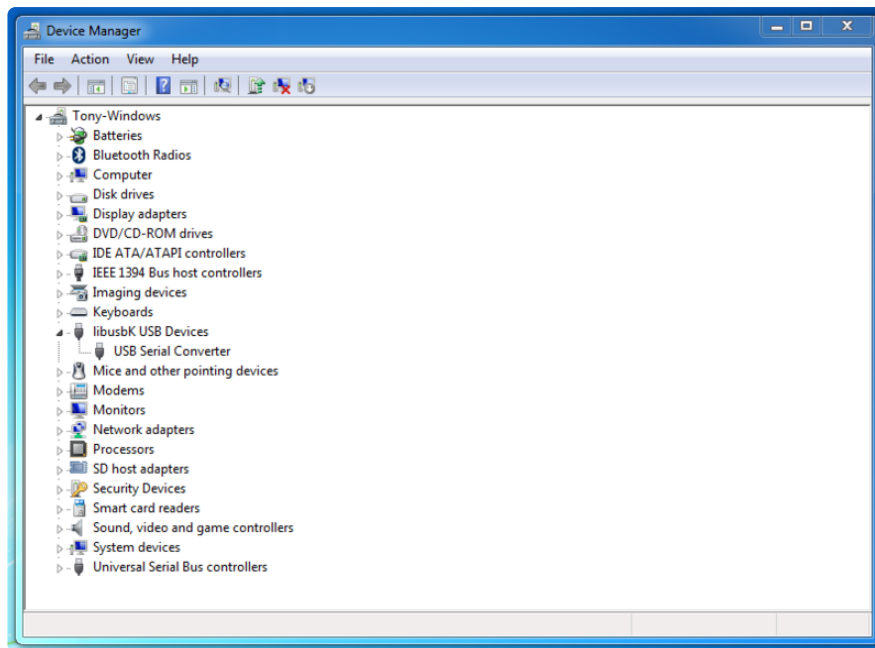 Device Manager
File Action View Help
Tony-Windows
Batteries
Bluetooth Radios
Computer
Disk drives
Display adapters
DVD/CD-ROM drives
IDE ATA/ATAPI controllers
IEEE 1394 Bus host controllers
Imaging devices
Keyboards
libusbK USB Devices
USB Serial Converter
Mice and other pointing devices
Modems
Monitors
Network adapters
Processors
SD host adapters
Security Devices
Smart card readers
Sound, video and game controllers
System devices
Universal Serial Bus controllers